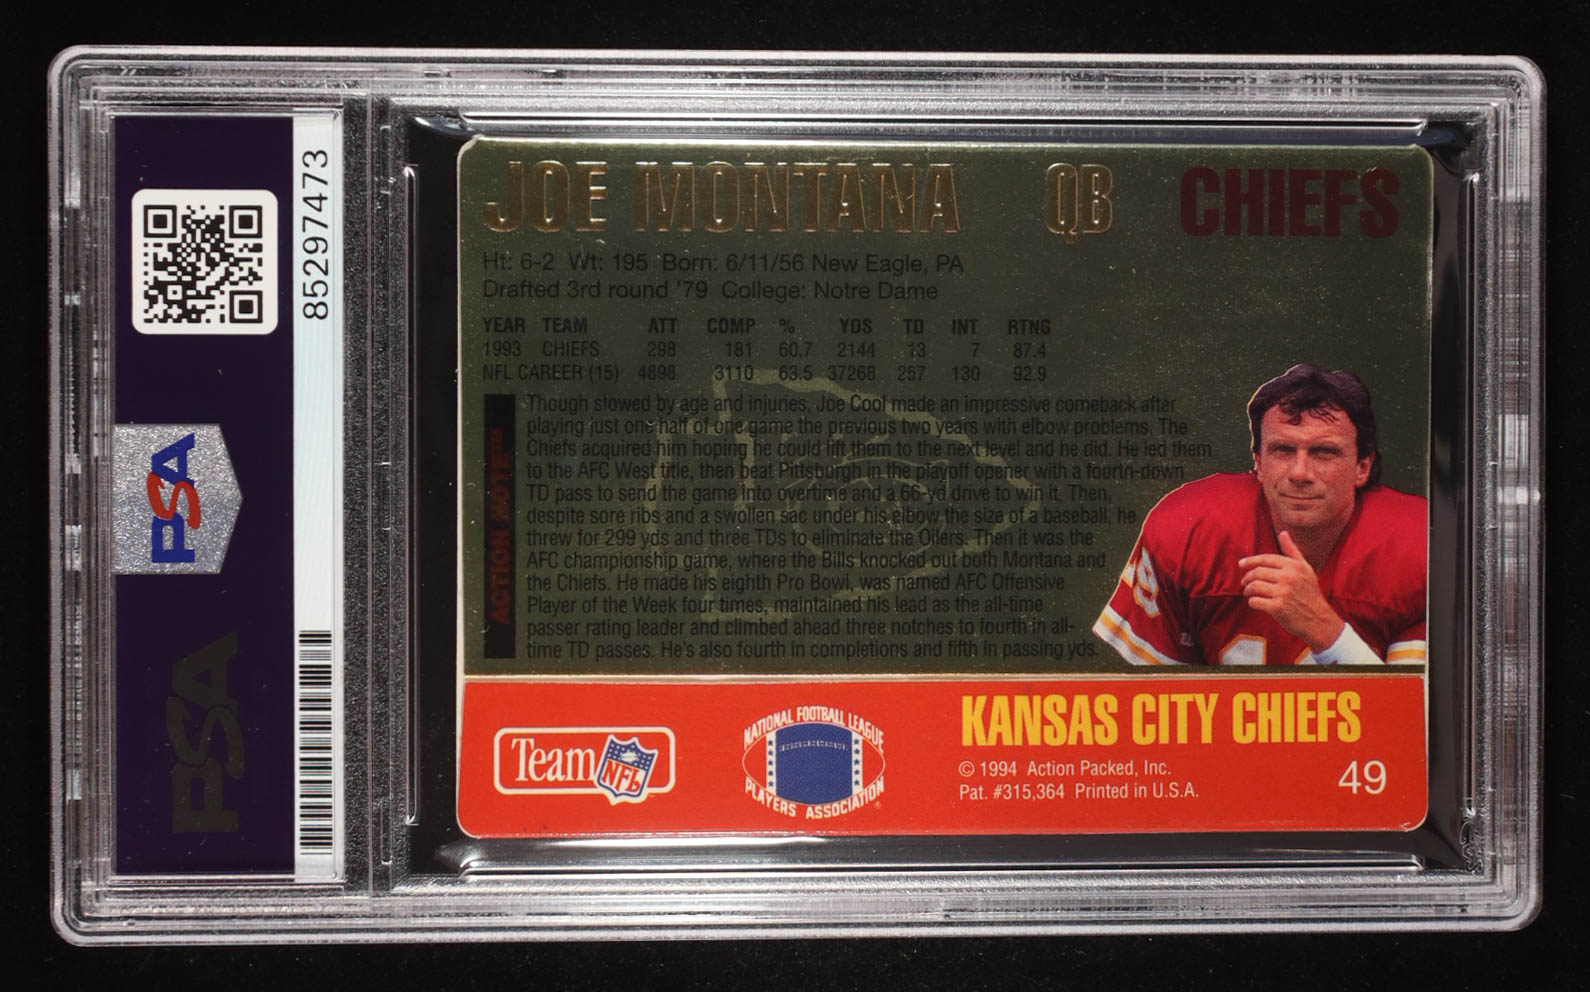 85297473
PSA
PSA
JOE MONTANA QB CHIEFS
Ht: 6-2 Wt: 195 Born: 6/11/56 New Eagle, PA
Drafted 3rd round '79 College: Notre Dame
YEAR TEAM ATT COMP % YDS TD INT RTNG
1993 CHIEFS 298 181 60.7 2144 13 7 87.4
NFL CAREER (15) 4898 3110 63.5 37268 257 130 92.9
ACTION NOTE™
Though slowed by age and injuries, Joe Cool made an impressive comeback after
playing just one half of one game the previous two years with elbow problems. The
Chiefs acquired him hoping he could lift them to the next level and he did. He led them
to the AFC West title, then beat Pittsburgh in the playoff opener with a fourth-down
TD pass to send the game into overtime and a 66-yd drive to win it. Then,
despite sore ribs and a swollen sac under his elbow the size of a baseball, he
threw for 299 yds and three TDs to eliminate the Oilers. Then it was the
AFC championship game, where the Bills knocked out both Montana and
the Chiefs. He made his eighth Pro Bowl, was named AFC Offensive
Player of the Week four times, maintained his lead as the all-time
passer rating leader and climbed ahead three notches to fourth in all-
time TD passes. He's also fourth in completions and fifth in passing yds.
Team NFL
NATIONAL FOOTBALL LEAGUE
PLAYERS ASSOCIATION®
KANSAS CITY CHIEFS
© 1994 Action Packed, Inc.
Pat. #315,364 Printed in U.S.A.
49